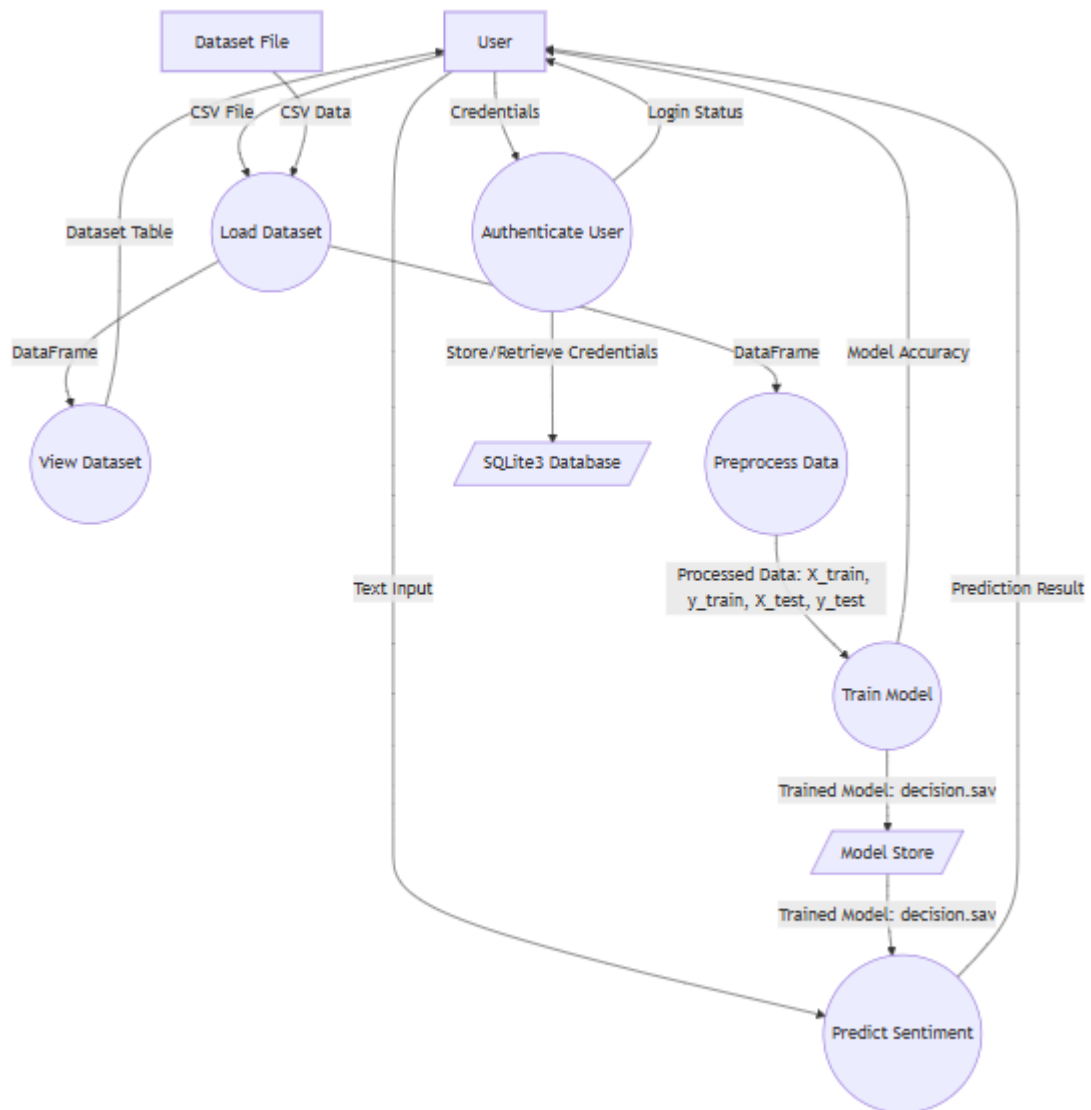 Dataset File
User
CSV File
CSV Data
Credentials
Login Status
Load Dataset
Authenticate User
Dataset Table
DataFrame
Store/Retrieve Credentials
DataFrame
Model Accuracy
View Dataset
SQLite3 Database
Preprocess Data
Text Input
Processed Data: X_train,
y_train, X_test, y_test
Prediction Result
Train Model
Trained Model: decision.sav
Model Store
Trained Model: decision.sav
Predict Sentiment